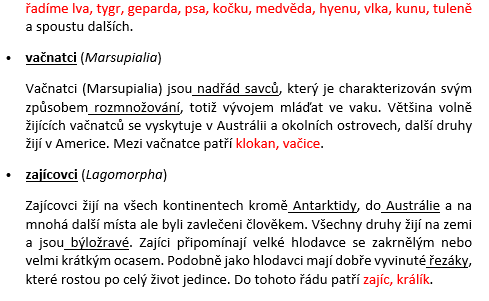 řadíme lva, tygr, geparda, psa, kočku, medvěda, hyenu, vlka, kunu, tuleně
a spoustu dalších.
• vačnatci (Marsupialia)
Vačnatci (Marsupialia) jsou nadřád savců, který je charakterizován svým
způsobem rozmnožování, totiž vývojem mláďat ve vaku. Většina volně
žijících vačnatců se vyskytuje v Austrálii a okolních ostrovech, další druhy
žijí v Americe. Mezi vačnatce patří klokan, vačice.
• zajícovci (Lagomorpha)
Zajícovci žijí na všech kontinentech kromě Antarktidy, do Austrálie a na
mnohá další místa ale byli zavlečeni člověkem. Všechny druhy žijí na zemi
a jsou býložravé. Zajíci připomínají velké hlodavce se zakrnělým nebo
velmi krátkým ocasem. Podobně jako hlodavci mají dobře vyvinuté řezáky,
které rostou po celý život jedince. Do tohoto řádu patří zajíc, králík.